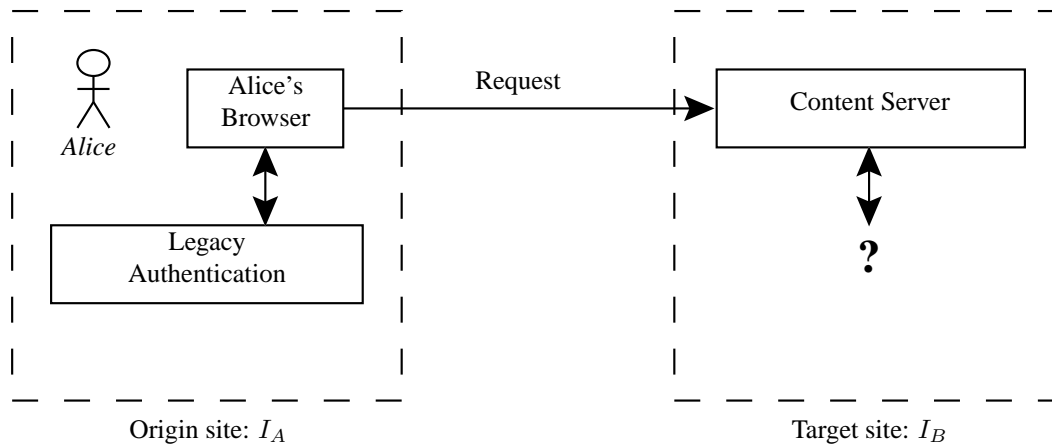 Alice's
Browser
Request
Content Server
Alice
Legacy
Authentication
?
Origin site: I_A
Target site: I_B